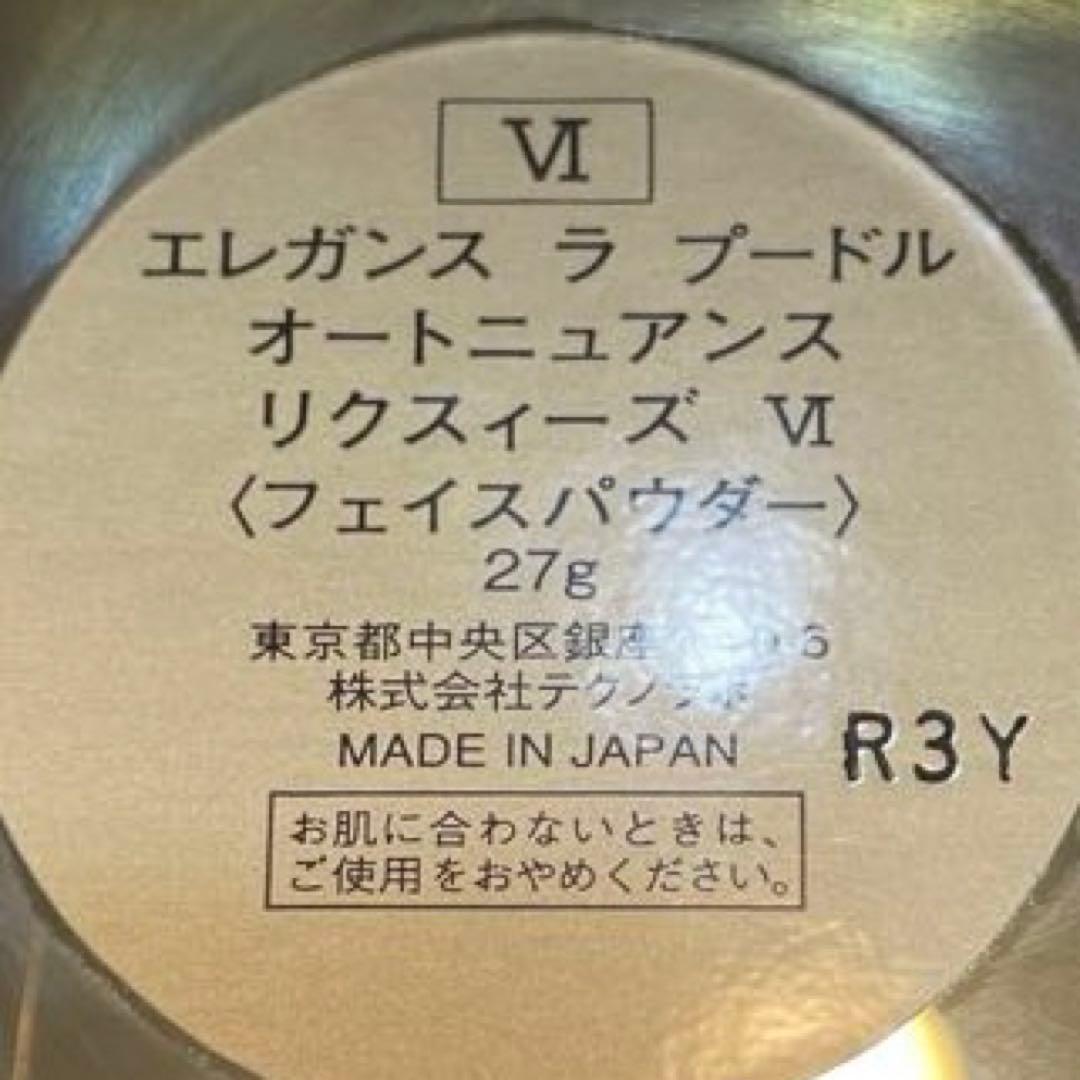 Ⅵ
エレガンス ラ プードル
オートニュアンス
リクスィーズ Ⅵ
〈フェイスパウダー〉
27g
東京都中央区銀座
株式会社テクノラボ
MADE IN JAPAN
R3Y
お肌に合わないときは、
ご使用をおやめください。